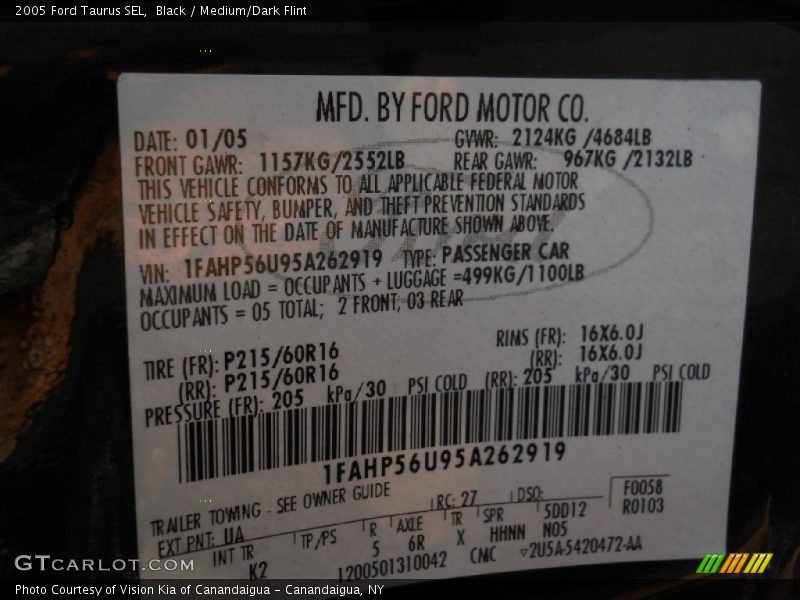 2005 Ford Taurus SEL, Black / Medium/Dark Flint
MFD. BY FORD MOTOR CO.
DATE: 01/05 GVWR: 2124KG /4684LB
FRONT GAWR: 1157KG/2552LB REAR GAWR: 967KG /2132LB
THIS VEHICLE CONFORMS TO ALL APPLICABLE FEDERAL MOTOR
VEHICLE SAFETY, BUMPER, AND THEFT PREVENTION STANDARDS
IN EFFECT ON THE DATE OF MANUFACTURE SHOWN ABOVE.
VIN: 1FAHP56U95A262919 TYPE: PASSENGER CAR
MAXIMUM LOAD = OCCUPANTS + LUGGAGE =499KG/1100LB
OCCUPANTS = 05 TOTAL; 2 FRONT, 03 REAR
TIRE (FR): P215/60R16 RIMS (FR): 16X6.0J
(RR): P215/60R16 (RR): 16X6.0J
PRESSURE (FR): 205 kPa/30 PSI COLD (RR): 205 kPa/30 PSI COLD
1FAHP56U95A262919
TRAILER TOWING - SEE OWNER GUIDE RC: 27 DSO: F0058
EXT PNT: UA R0103
INT TR TP/PS R AXLE TR SPR 5DD12
K2 5 6R X HHNN N05
1200501310042 CMC 2U5A-5420472-AA
GTCARLOT.COM
Photo Courtesy of Vision Kia of Canandaigua - Canandaigua, NY